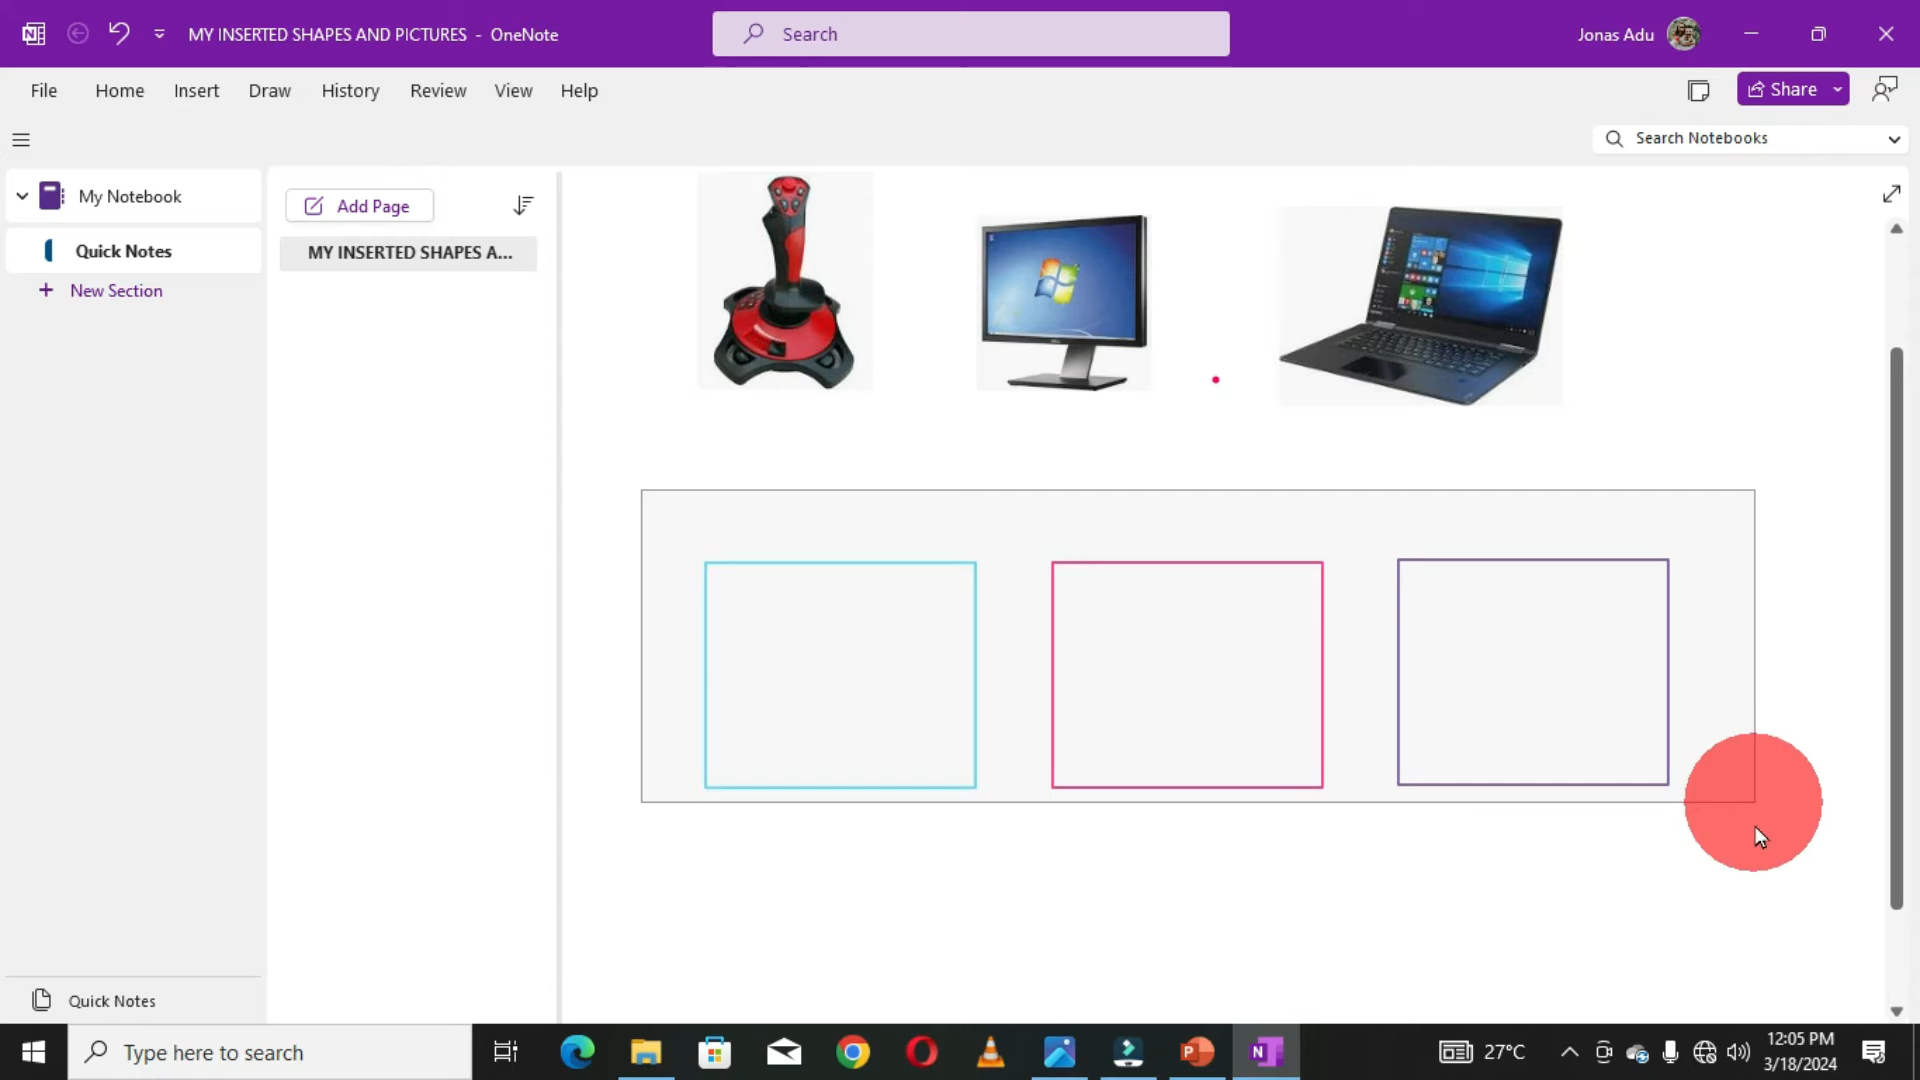 MY INSERTED SHAPES AND PICTURES - OneNote
Search
Jonas Adu
File Home Insert Draw History Review View Help
Share
Search Notebooks
My Notebook
Add Page
Quick Notes
MY INSERTED SHAPES A...
New Section
Quick Notes
Type here to search
27°C
12:05 PM
3/18/2024